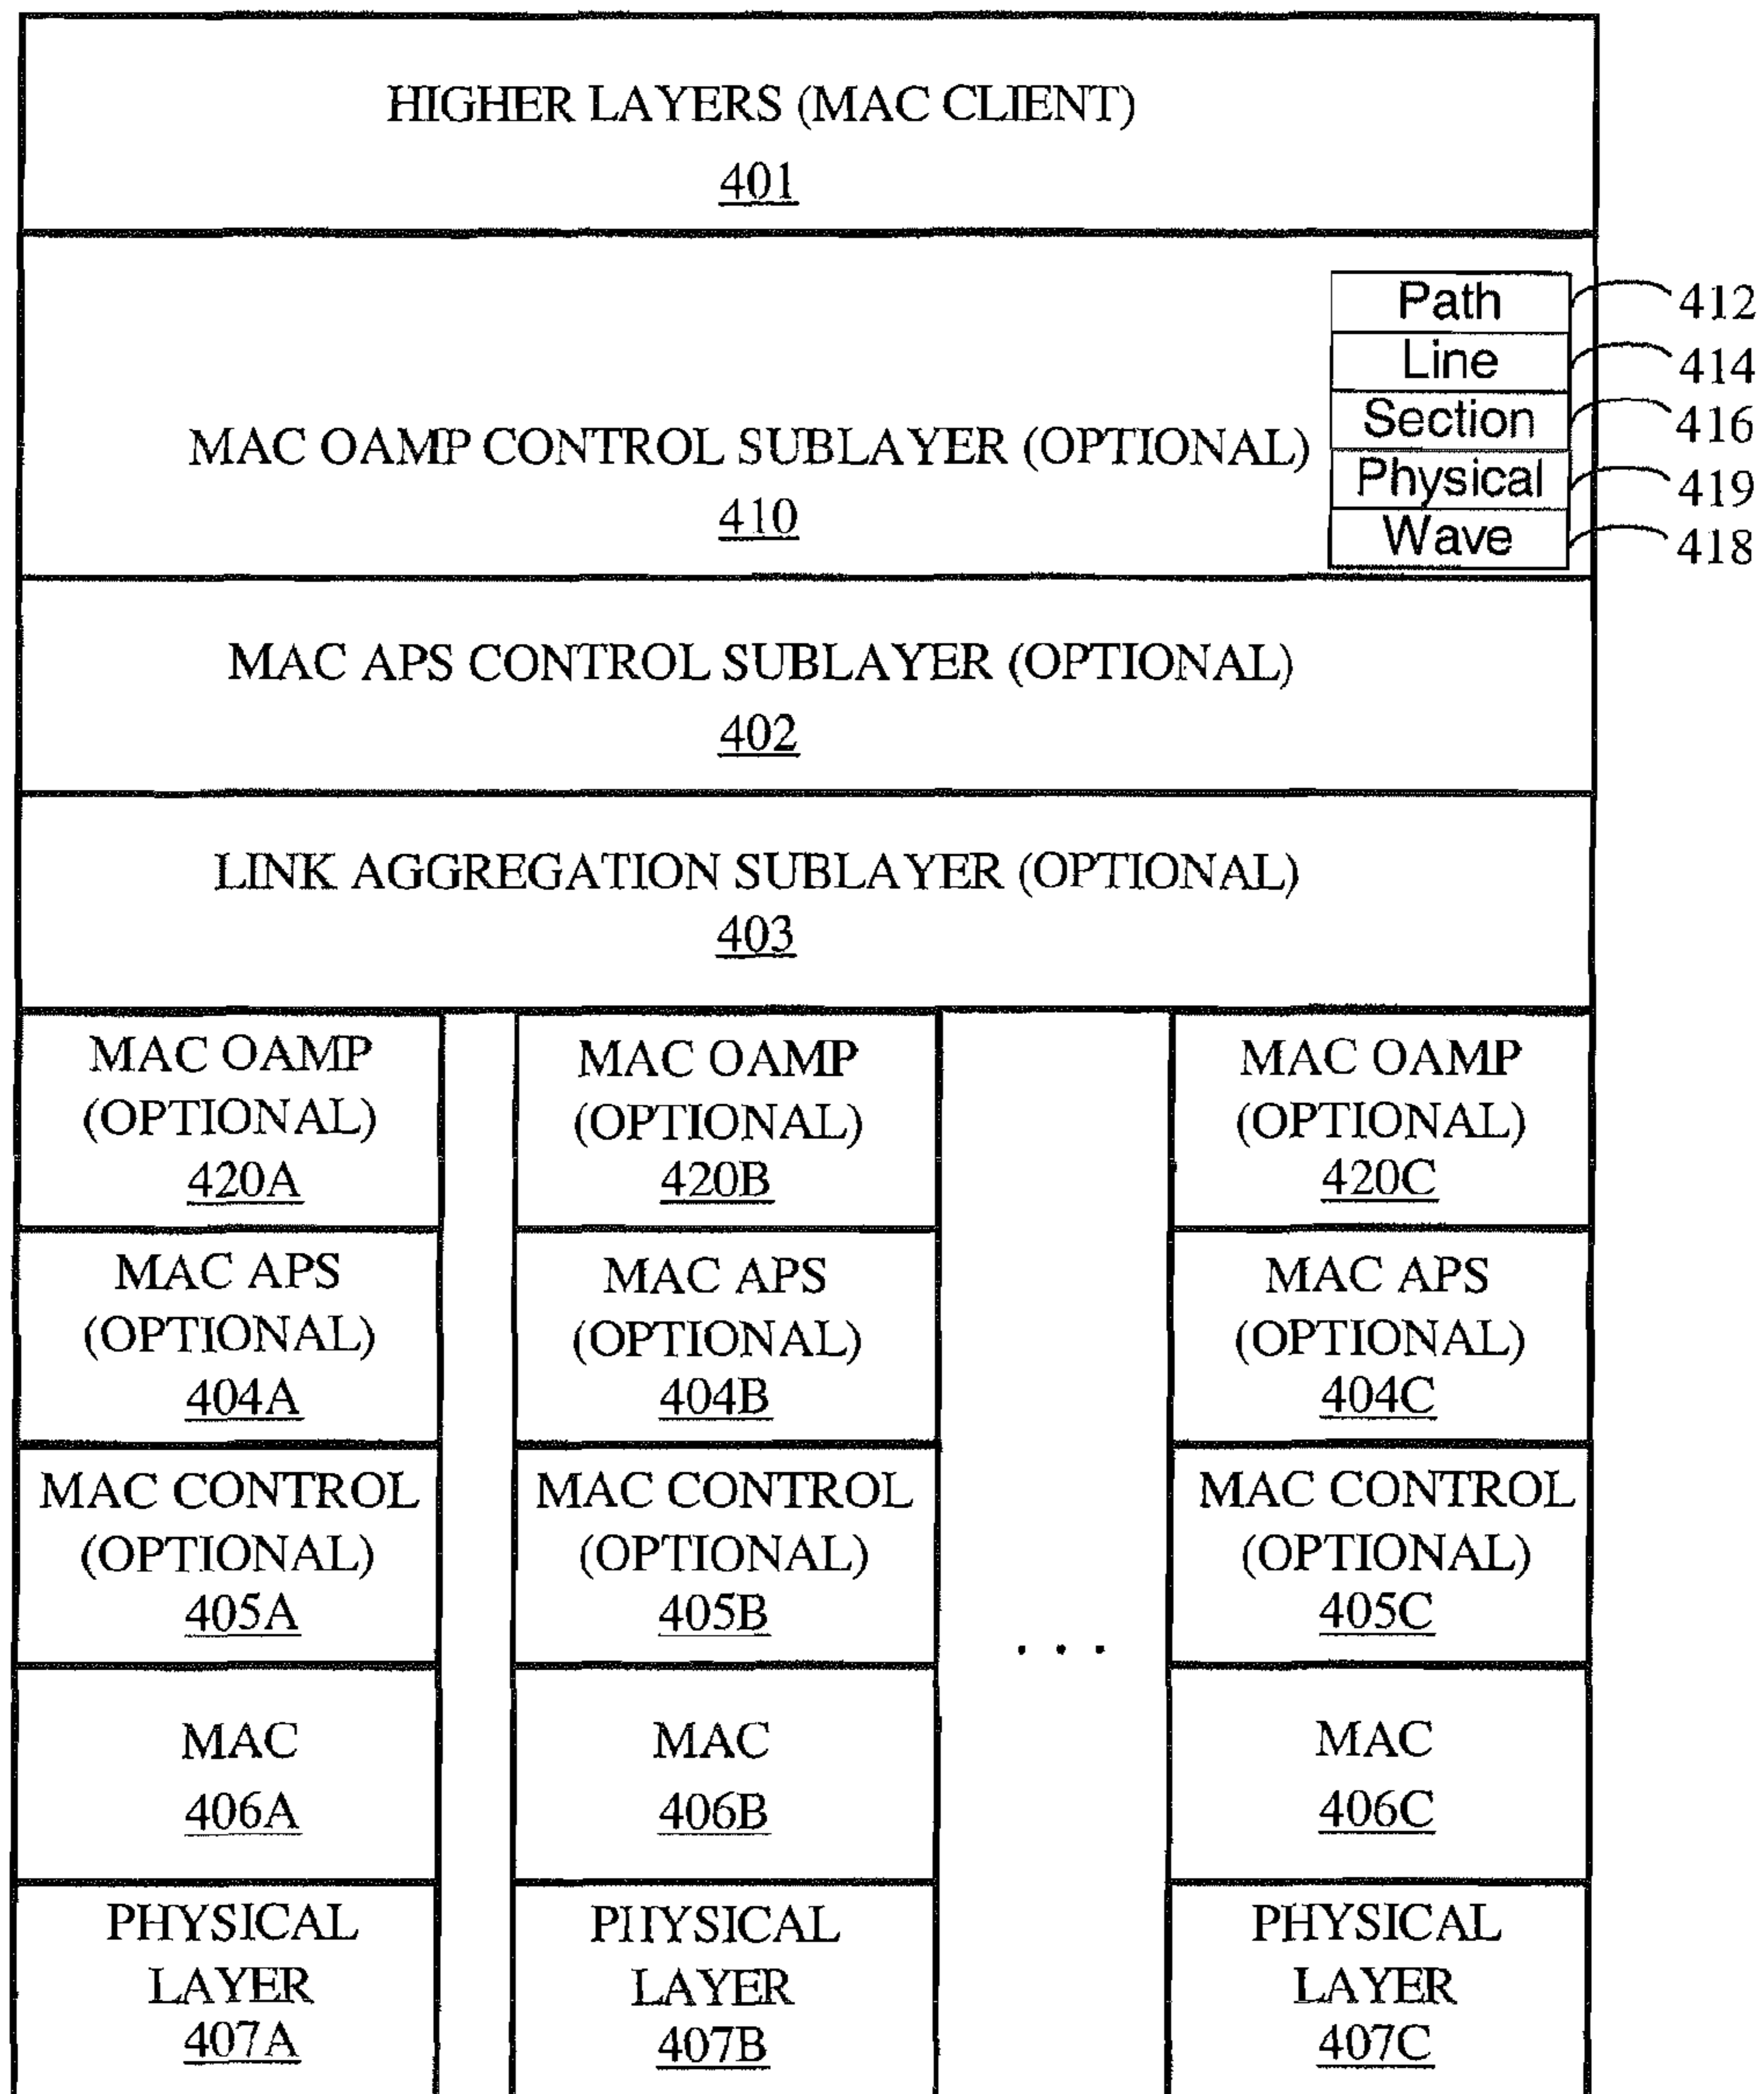 HIGHER LAYERS (MAC CLIENT)
401
Path 412
Line 414
Section 416
MAC OAMP CONTROL SUBLAYER (OPTIONAL)
Physical 419
410
Wave 418
MAC APS CONTROL SUBLAYER (OPTIONAL)
402
LINK AGGREGATION SUBLAYER (OPTIONAL)
403
MAC OAMP
(OPTIONAL)
420A
MAC OAMP
(OPTIONAL)
420B
MAC OAMP
(OPTIONAL)
420C
MAC APS
(OPTIONAL)
404A
MAC APS
(OPTIONAL)
404B
MAC APS
(OPTIONAL)
404C
MAC CONTROL
(OPTIONAL)
405A
MAC CONTROL
(OPTIONAL)
405B
...
MAC CONTROL
(OPTIONAL)
405C
MAC
406A
MAC
406B
MAC
406C
PHYSICAL
LAYER
407A
PHYSICAL
LAYER
407B
PHYSICAL
LAYER
407C